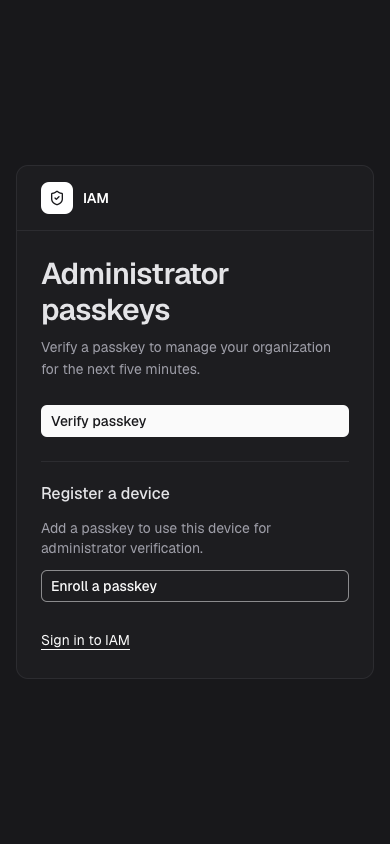 IAM
Administrator
passkeys
Verify a passkey to manage your organization
for the next five minutes.
Verify passkey
Register a device
Add a passkey to use this device for
administrator verification.
Enroll a passkey
Sign in to IAM